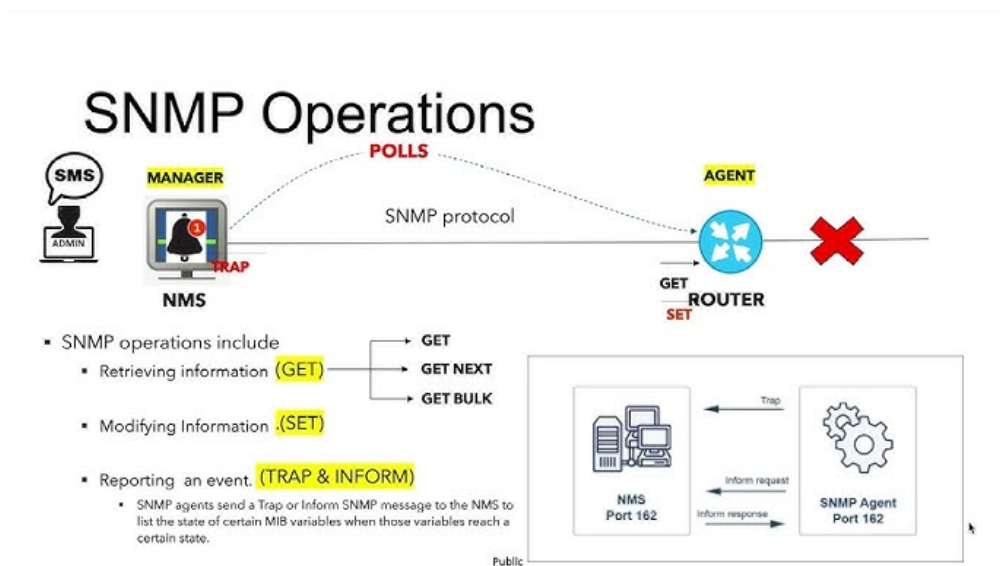 SNMP Operations
POLLS
SMS
MANAGER
AGENT
ADMIN
1
SNMP protocol
TRAP
GET
NMS
ROUTER
SET
▪ SNMP operations include
▪ Retrieving information (GET)
GET
GET NEXT
GET BULK
▪ Modifying Information .(SET)
▪ Reporting an event. (TRAP & INFORM)
▪ SNMP agents send a Trap or Inform SNMP message to the NMS to
list the state of certain MIB variables when those variables reach a
certain state.
Trap
Inform request
Inform response
NMS
Port 162
SNMP Agent
Port 162
Public